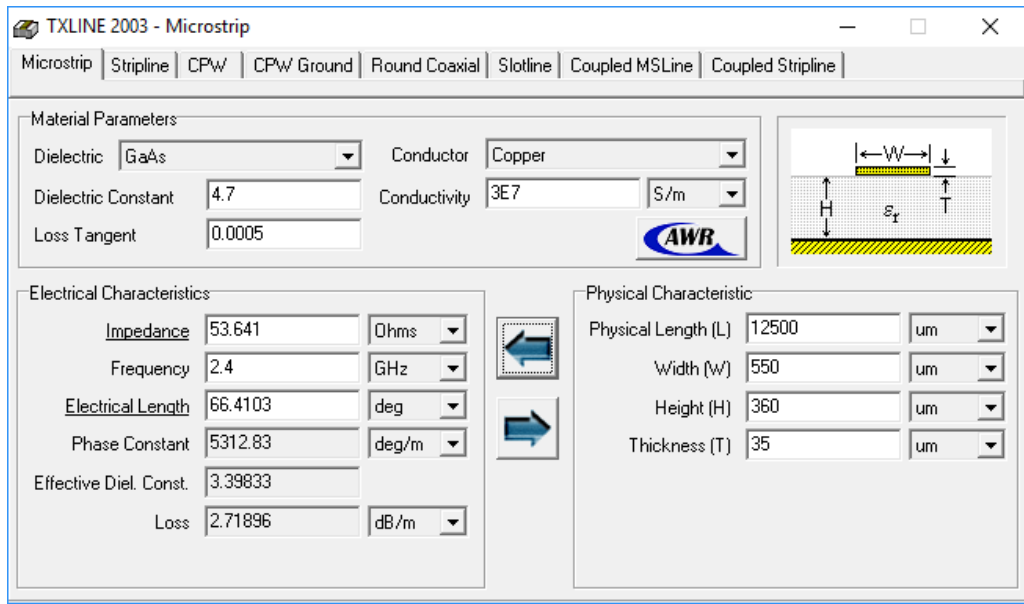 TXLINE 2003 - Microstrip
Microstrip Stripline CPW CPW Ground Round Coaxial Slotline Coupled MSLine Coupled Stripline
Material Parameters
Dielectric GaAs Conductor Copper
Dielectric Constant 4.7 Conductivity 3E7 S/m
Loss Tangent 0.0005 AWR
W
H εr T
Electrical Characteristics
Impedance 53.641 Ohms
Frequency 2.4 GHz
Electrical Length 66.4103 deg
Phase Constant 5312.83 deg/m
Effective Diel. Const. 3.39833
Loss 2.71896 dB/m
Physical Characteristic
Physical Length (L) 12500 um
Width (W) 550 um
Height (H) 360 um
Thickness (T) 35 um